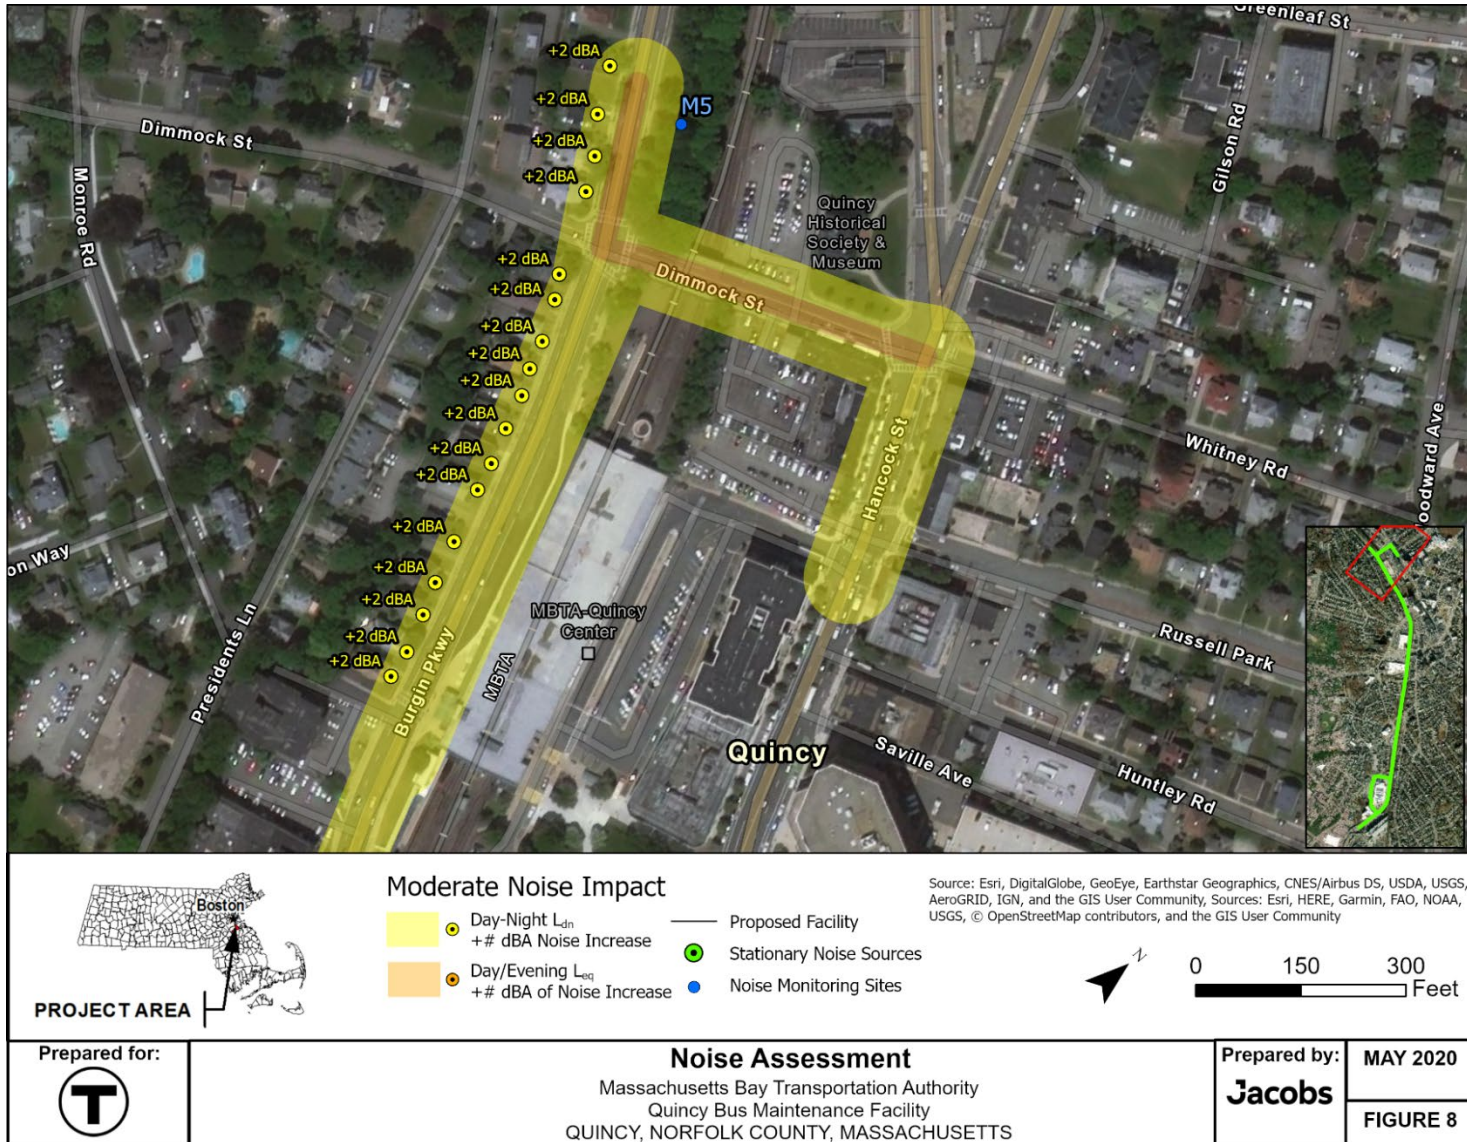 Greenleaf St
+2 dBA
+2 dBA
M5
Dimmock St
+2 dBA
+2 dBA
Monroe Rd
Gilson Rd
Quincy
Historical
Society &
Museum
+2 dBA
+2 dBA
Dimmock St
+2 dBA
+2 dBA
+2 dBA
+2 dBA
+2 dBA
+2 dBA
Whitney Rd
oodward Ave
Hancock St
+2 dBA
on Way
+2 dBA
+2 dBA
+2 dBA
+2 dBA
MBTA-Quincy
Center
Presidents Ln
Burgin Pkwy
MBTA
Russell Park
Quincy
Saville Ave
Huntley Rd
Boston
PROJECT AREA
Moderate Noise Impact
Day-Night Ldn
+# dBA Noise Increase
Day/Evening Leq
+# dBA of Noise Increase
Proposed Facility
Stationary Noise Sources
Noise Monitoring Sites
Source: Esri, DigitalGlobe, GeoEye, Earthstar Geographics, CNES/Airbus DS, USDA, USGS,
AeroGRID, IGN, and the GIS User Community, Sources: Esri, HERE, Garmin, FAO, NOAA,
USGS, © OpenStreetMap contributors, and the GIS User Community
N
0 150 300
Feet
Prepared for:
T
Noise Assessment
Massachusetts Bay Transportation Authority
Quincy Bus Maintenance Facility
QUINCY, NORFOLK COUNTY, MASSACHUSETTS
Prepared by:
Jacobs
MAY 2020
FIGURE 8